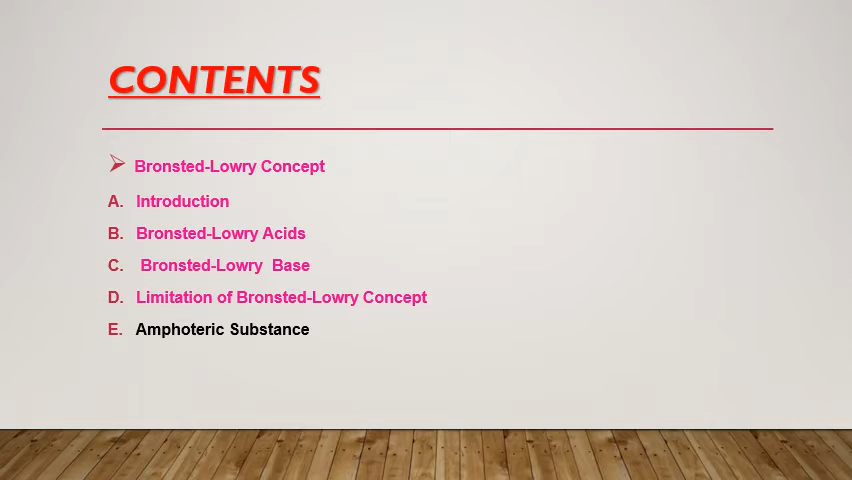 CONTENTS
➢ Bronsted-Lowry Concept
A. Introduction
B. Bronsted-Lowry Acids
C. Bronsted-Lowry Base
D. Limitation of Bronsted-Lowry Concept
E. Amphoteric Substance